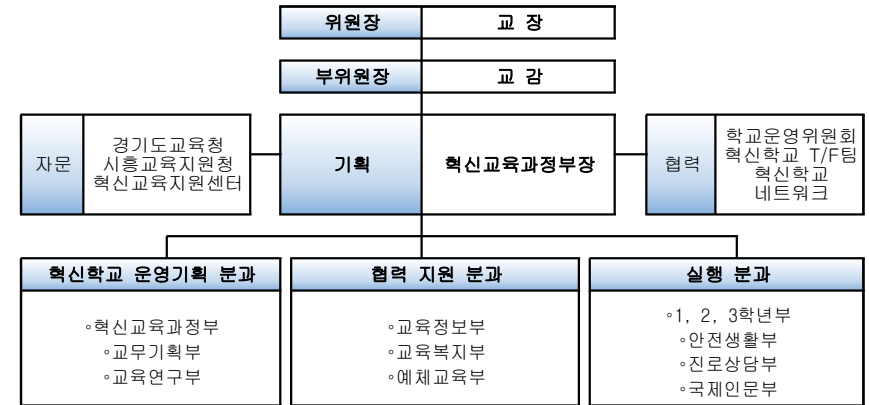 위원장 교 장
부위원장 교 감
자문
경기도교육청
시흥교육지원청
혁신교육지원센터
기획 혁신교육과정부장
협력
학교운영위원회
혁신학교 T/F팀
혁신학교
네트워크
혁신학교 운영기획 분과
◦혁신교육과정부
◦교무기획부
◦교육연구부
협력 지원 분과
◦교육정보부
◦교육복지부
◦예체교육부
실행 분과
◦1, 2, 3학년부
◦안전생활부
◦진로상담부
◦국제인문부